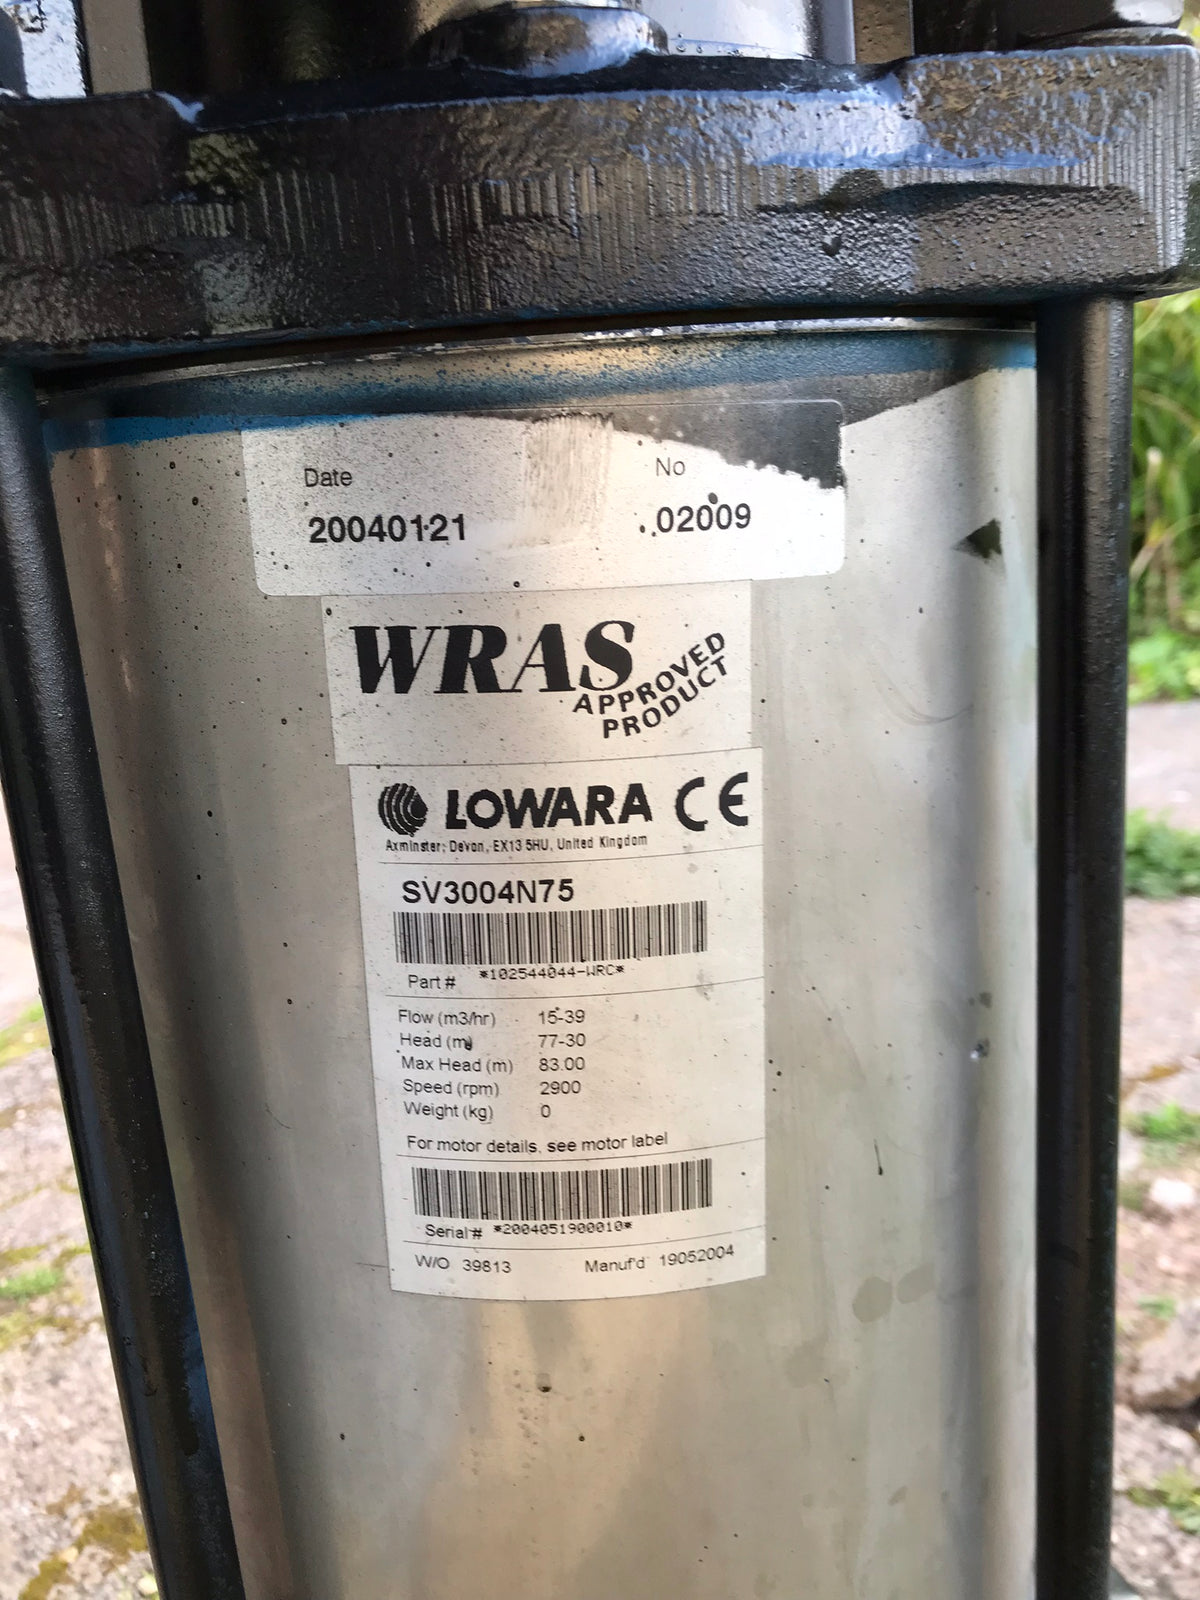 Date No
20040121 02009
WRAS
APPROVED
PRODUCT
LOWARA CE
Axminster, Devon, EX13 5HU, United Kingdom
SV3004N75
Part# *102544044-WRC*
Flow (m3/hr) 15-39
Head (m) 77-30
Max Head (m) 83.00
Speed (rpm) 2900
Weight (kg) 0
For motor details, see motor label
Serial# *2004051900010*
W/O 39813 Manuf'd 19052004